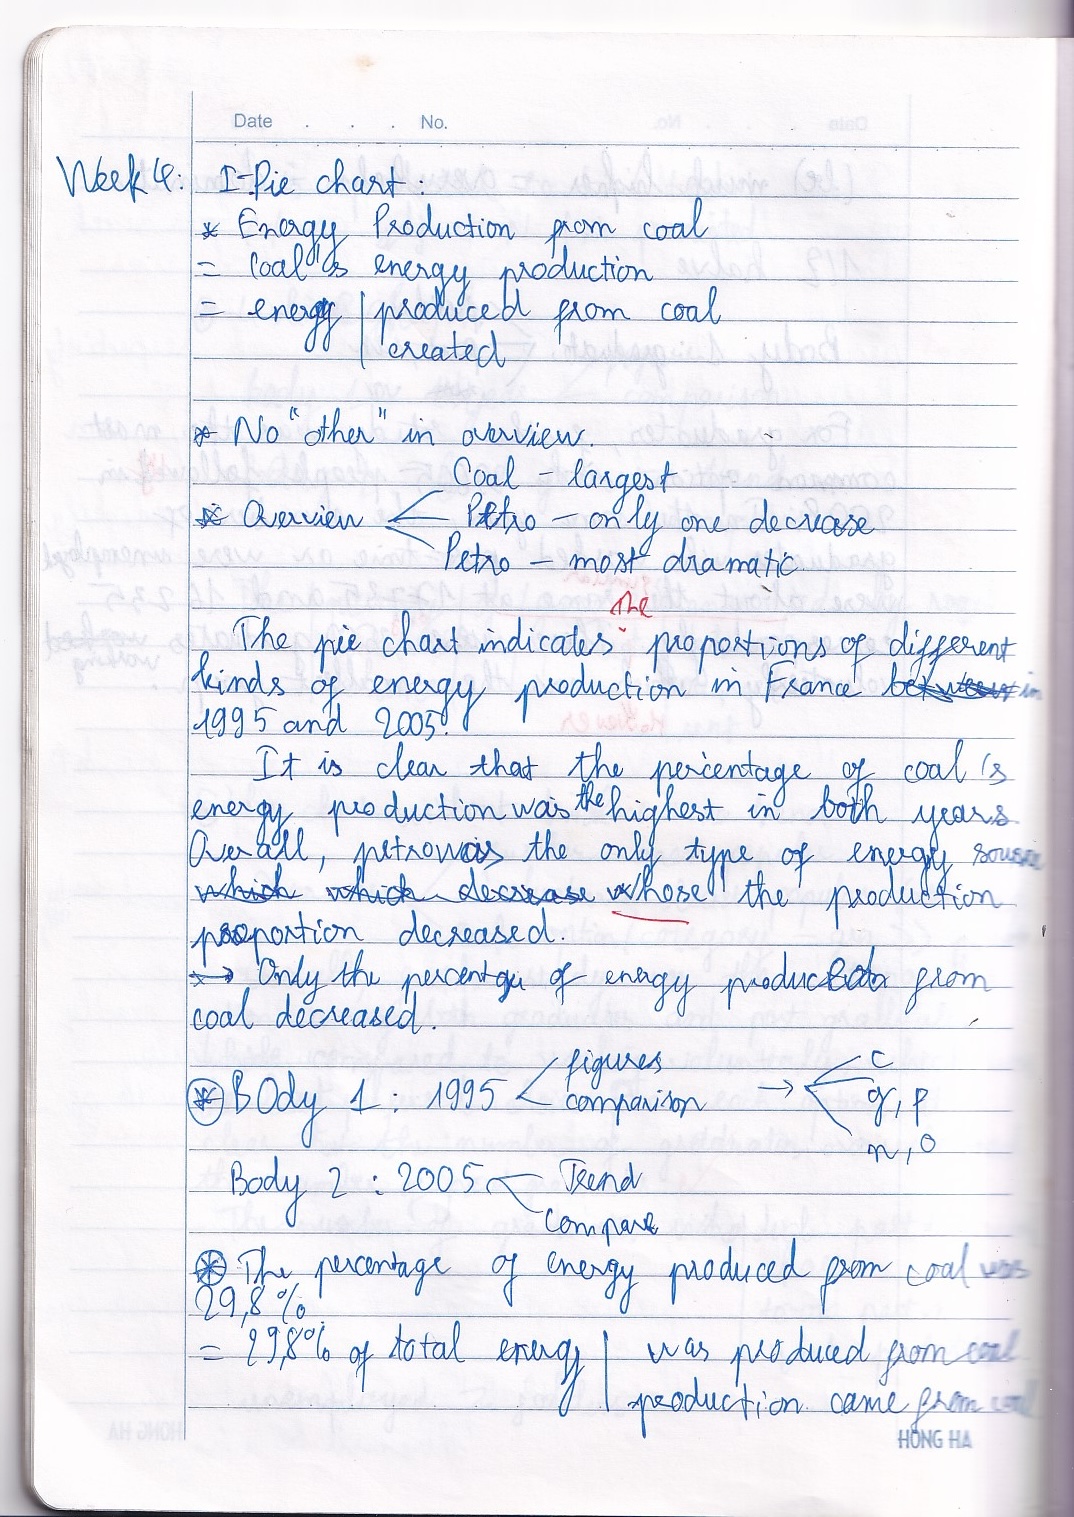 Date . . . No.
Week 4: I-Pie chart:
* Energy Production from coal
= Coal's energy production
= energy | produced from coal
created
* No "other" in overview.
Coal - largest
* Overview Petro - only one decrease
Petro - most dramatic
the
The pie chart indicates proportions of different
kinds of energy production in France between in
1995 and 2005.
It is clear that the percentage of coal's
energy production was the highest in both years
Overall, petro was the only type of energy
which which decrease whose the production
proportion decreased.
→ Only the percentge of energy produced from
coal decreased.
figures c
* BOdy 1: 1995 comparison → g, p
n, o
Body 2: 2005 Trend
compare
* The percentage of energy produced from coal was
29,8%
= 29,8% of total energy | was produced from coal
production came from coal
HONG HA